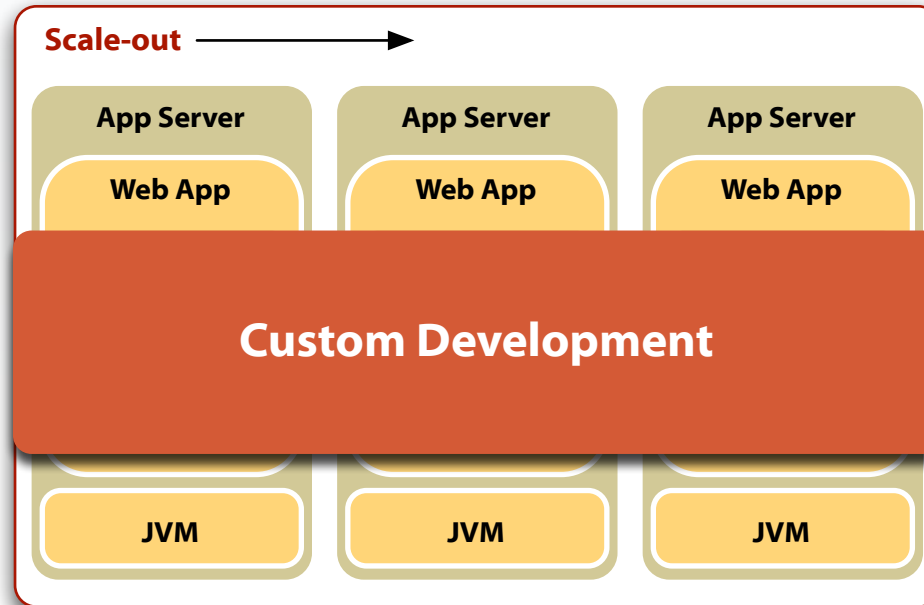 Scale-out
App Server App Server App Server
Web App Web App Web App
Custom Development
JVM JVM JVM